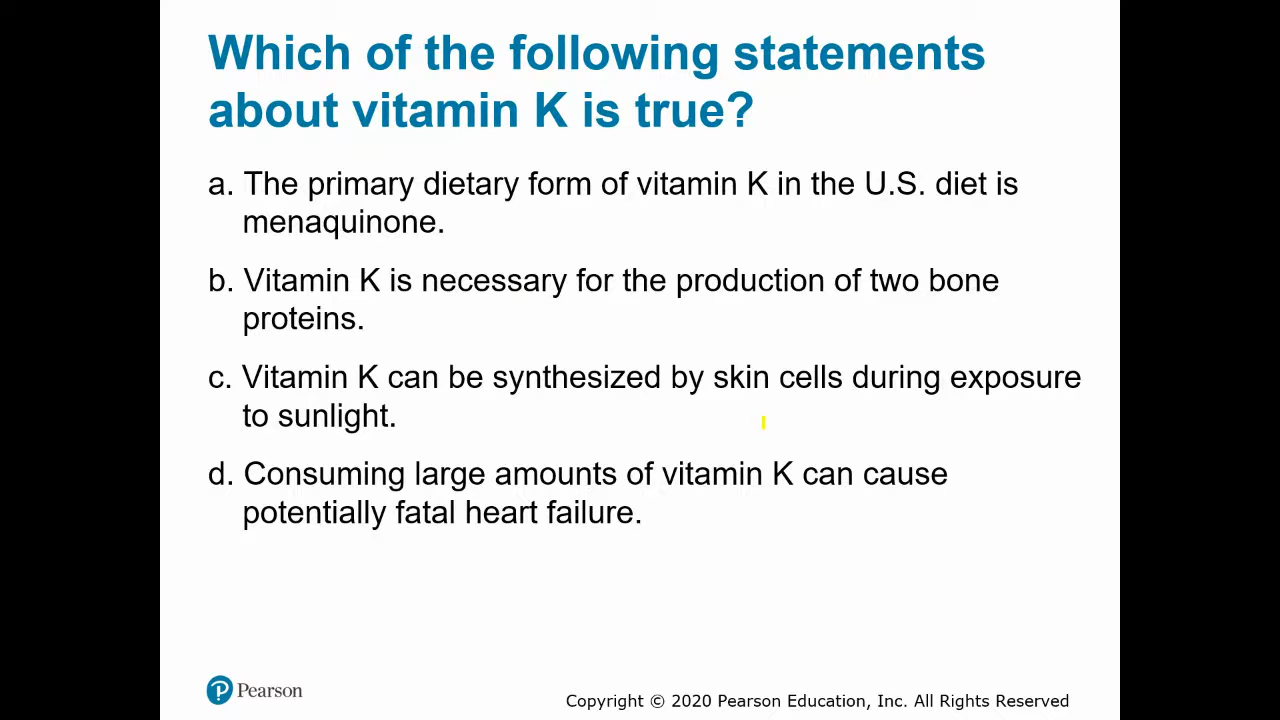 Which of the following statements
about vitamin K is true?
a. The primary dietary form of vitamin K in the U.S. diet is
menaquinone.
b. Vitamin K is necessary for the production of two bone
proteins.
c. Vitamin K can be synthesized by skin cells during exposure
to sunlight.
d. Consuming large amounts of vitamin K can cause
potentially fatal heart failure.
P Pearson
Copyright © 2020 Pearson Education, Inc. All Rights Reserved